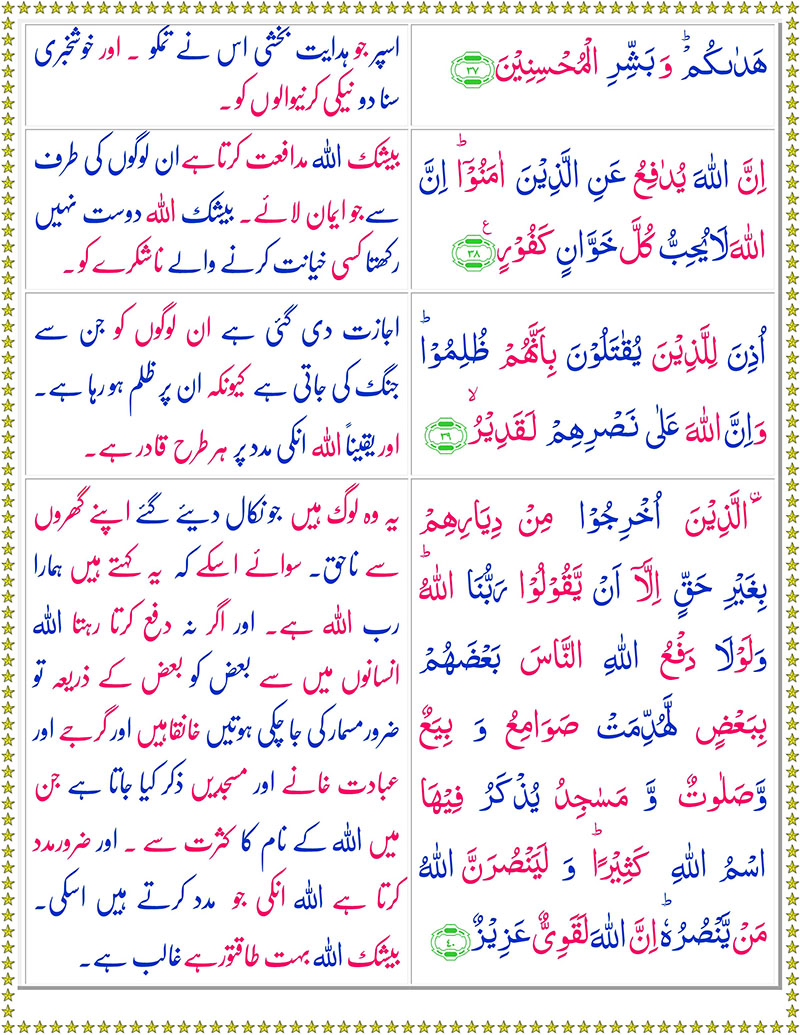 هَدٰىكُمْ ؕ وَ بَشِّرِ الْمُحْسِنِیْنَ ﴿۳۷﴾
اسپر جو ہدایت بخشی اس نے تمکو ۔ اور خوشخبری
سنا دو نیکی کرنیوالوں کو۔
اِنَّ اللّٰهَ یُدٰفِعُ عَنِ الَّذِیْنَ اٰمَنُوْا ؕ اِنَّ
اللّٰهَ لَا یُحِبُّ كُلَّ خَوَّانٍ كَفُوْرٍ ﴿۳۸﴾ ع
بیشک اللہ مدافعت کرتا ہے ان لوگوں کی طرف
سے جو ایمان لائے۔ بیشک اللہ دوست نہیں
رکھتا کسی خیانت کرنے والے ناشکرے کو۔
اُذِنَ لِلَّذِیْنَ یُقٰتَلُوْنَ بِاَنَّهُمْ ظُلِمُوْا ؕ
وَ اِنَّ اللّٰهَ عَلٰی نَصْرِهِمْ لَقَدِیْرُ ۙ ﴿۳۹﴾
اجازت دی گئی ہے ان لوگوں کو جن سے
جنگ کی جاتی ہے کیونکہ ان پر ظلم ہو رہا ہے۔
اور یقیناً اللہ انکی مدد پر ہر طرح قادر ہے۔
الَّذِیْنَ اُخْرِجُوْا مِنْ دِیَارِهِمْ
بِغَیْرِ حَقٍّ اِلَّاۤ اَنْ یَّقُوْلُوْا رَبُّنَا اللّٰهُ ؕ
وَلَوْلَا دَفْعُ اللّٰهِ النَّاسَ بَعْضَهُمْ
بِبَعْضٍ لَّهُدِّمَتْ صَوَامِعُ وَ بِیَعٌ
وَّ صَلَوٰتٌ وَّ مَسٰجِدُ یُذْكَرُ فِیْهَا
اسْمُ اللّٰهِ كَثِیْرًا ؕ وَ لَیَنْصُرَنَّ اللّٰهُ
مَنْ یَّنْصُرُهٗ ؕ اِنَّ اللّٰهَ لَقَوِیٌّ عَزِیْزٌ ﴿۴۰﴾
یہ وہ لوگ ہیں جو نکال دیئے گئے اپنے گھروں
سے ناحق۔ سوائے اسکے کہ یہ کہتے ہیں ہمارا
رب اللہ ہے۔ اور اگر نہ دفع کرتا رہتا اللہ
انسانوں میں سے بعض کو بعض کے ذریعہ تو
ضرور مسمار کی جا چکی ہوتیں خانقاہیں اور گرجے اور
عبادت خانے اور مسجدیں ذکر کیا جاتا ہے جن
میں اللہ کے نام کا کثرت سے ۔ اور ضرور مدد
کرتا ہے اللہ انکی جو مدد کرتے ہیں اسکی۔
بیشک اللہ بہت طاقتور ہے غالب ہے۔